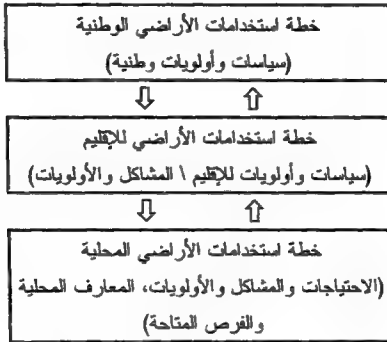 خطة استخدامات الأراضي الوطنية
(سياسات وأولويات وطنية)
خطة استخدامات الأراضي للإقليم
(سياسات وأولويات للإقليم \ المشاكل والأولويات)
خطة استخدامات الأراضي المحلية
(الاحتياجات والمشاكل والأولويات، المعارف المحلية
والفرص المتاحة)